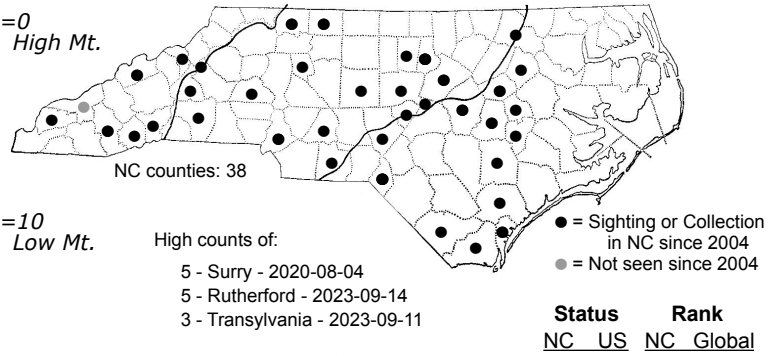 =0
High Mt.
NC counties: 38
=10
Low Mt.
High counts of:
5 - Surry - 2020-08-04
5 - Rutherford - 2023-09-14
3 - Transylvania - 2023-09-11
● = Sighting or Collection
in NC since 2004
● = Not seen since 2004
Status Rank
NC US NC Global